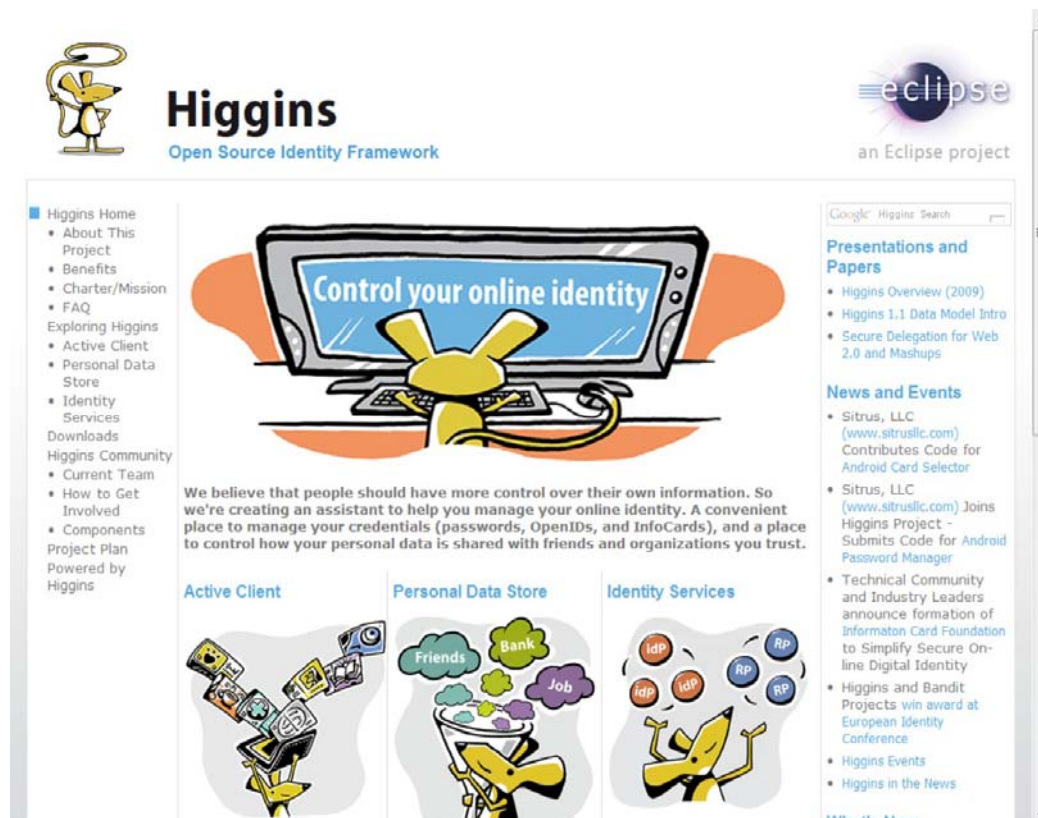 Higgins
Open Source Identity Framework
eclipse
an Eclipse project
Higgins Home
• About This
Project
• Benefits
• Charter/Mission
• FAQ
Exploring Higgins
• Active Client
• Personal Data
Store
• Identity
Services
Downloads
Higgins Community
• Current Team
• How to Get
Involved
• Components
Project Plan
Powered by
Higgins
Control your online identity
We believe that people should have more control over their own information. So
we're creating an assistant to help you manage your online identity. A convenient
place to manage your credentials (passwords, OpenIDs, and InfoCards), and a place
to control how your personal data is shared with friends and organizations you trust.
Active Client
Personal Data Store
Friends
Bank
Job
Identity Services
idP
idP
idP
RP
RP
RP
RP
Google Higgins Search
Presentations and
Papers
• Higgins Overview (2009)
• Higgins 1.1 Data Model Intro
• Secure Delegation for Web
2.0 and Mashups
News and Events
• Sitrus, LLC
(www.sitrusllc.com)
Contributes Code for
Android Card Selector
• Sitrus, LLC
(www.sitrusllc.com) Joins
Higgins Project -
Submits Code for Android
Password Manager
• Technical Community
and Industry Leaders
announce formation of
Informaton Card Foundation
to Simplify Secure On-
line Digital Identity
• Higgins and Bandit
Projects win award at
European Identity
Conference
• Higgins Events
• Higgins in the News